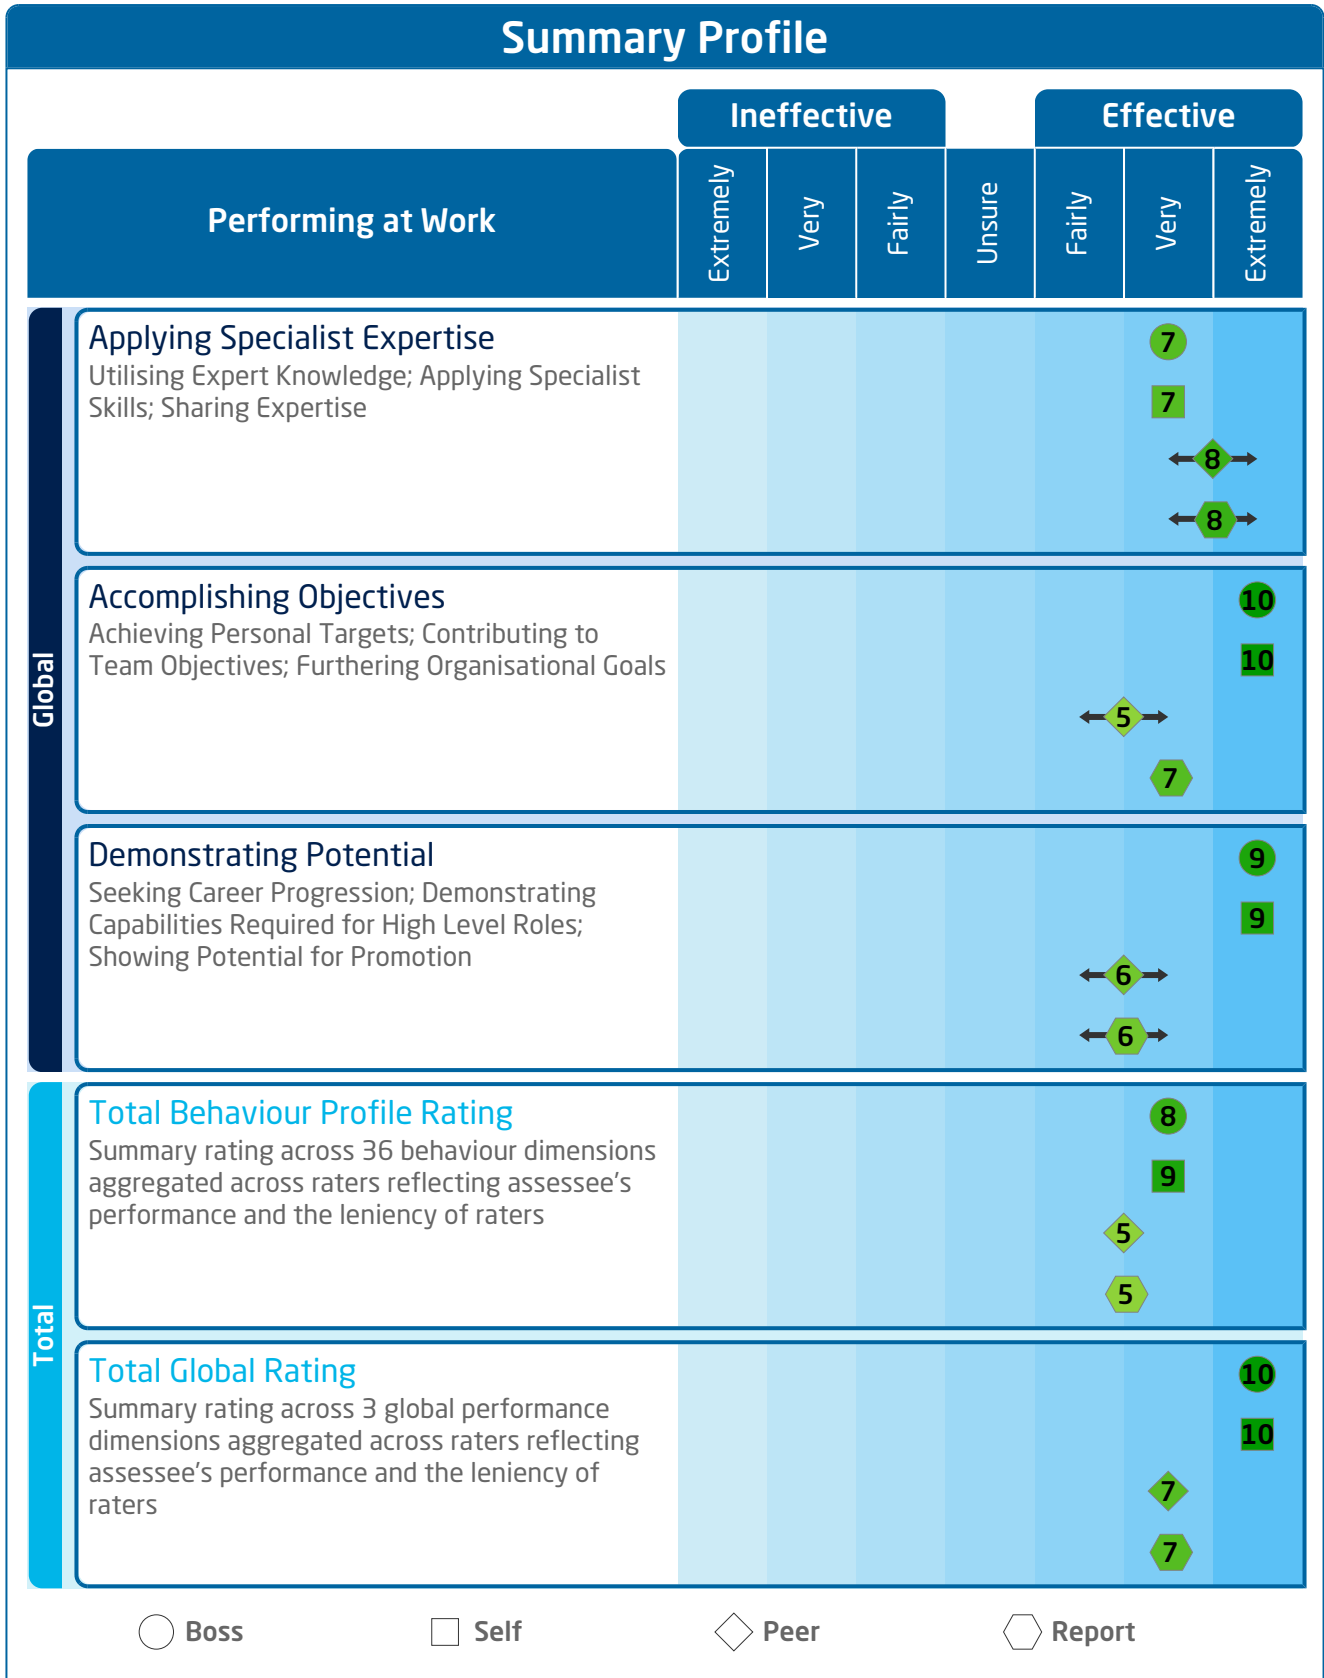 Summary Profile
Ineffective
Effective
Performing at Work
Extremely
Very
Fairly
Unsure
Fairly
Very
Extremely
Global
Applying Specialist Expertise
Utilising Expert Knowledge; Applying Specialist
Skills; Sharing Expertise
7
7
8
8
Accomplishing Objectives
Achieving Personal Targets; Contributing to
Team Objectives; Furthering Organisational Goals
10
10
5
7
Demonstrating Potential
Seeking Career Progression; Demonstrating
Capabilities Required for High Level Roles;
Showing Potential for Promotion
9
9
6
6
Total
Total Behaviour Profile Rating
Summary rating across 36 behaviour dimensions
aggregated across raters reflecting assessee's
performance and the leniency of raters
8
9
5
5
Total Global Rating
Summary rating across 3 global performance
dimensions aggregated across raters reflecting
assessee's performance and the leniency of
raters
10
10
7
7
Boss
Self
Peer
Report